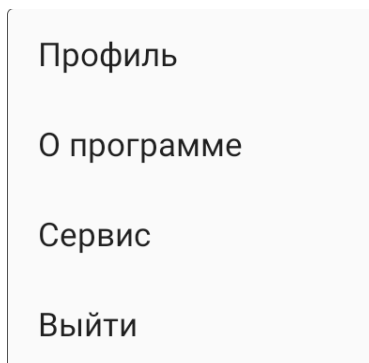 Профиль
О программе
Сервис
Выйти